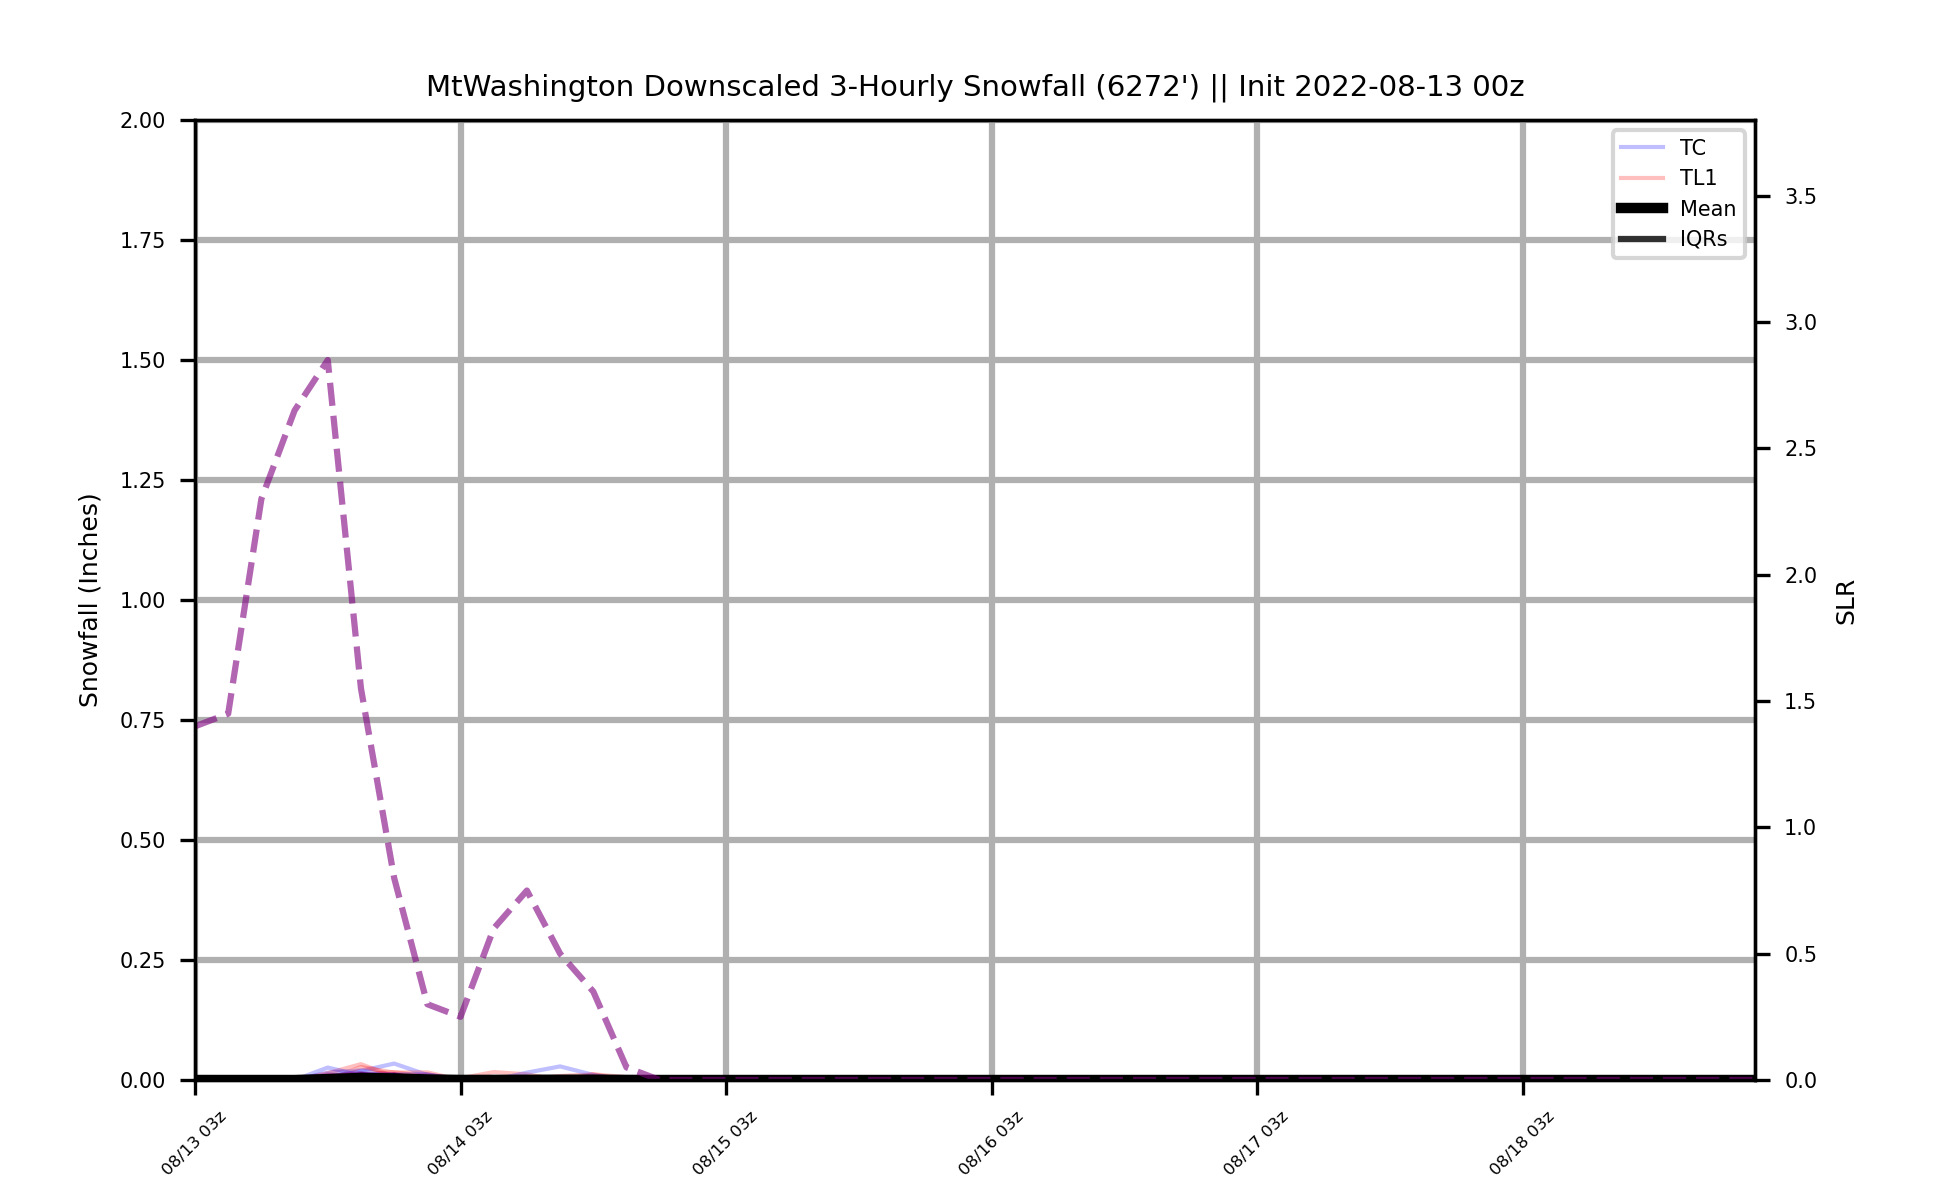 MtWashington Downscaled 3-Hourly Snowfall (6272') || Init 2022-08-13 00z
TC
TL1
Mean
IQRs
Snowfall (Inches)
2.00
1.75
1.50
1.25
1.00
0.75
0.50
0.25
0.00
3.5
3.0
2.5
2.0
1.5
1.0
0.5
0.0
SLR
08/13 03z
08/14 03z
08/15 03z
08/16 03z
08/17 03z
08/18 03z